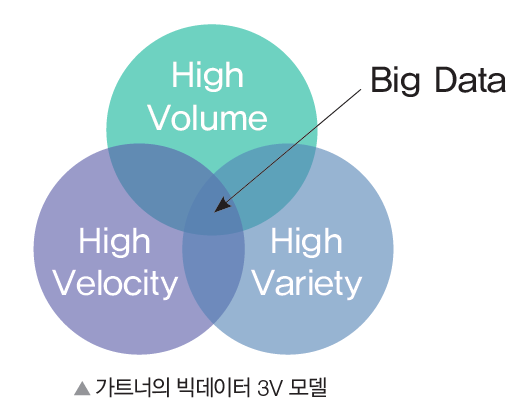 High
Volume
Big Data
High
Velocity
High
Variety
▲ 가트너의 빅데이터 3V 모델